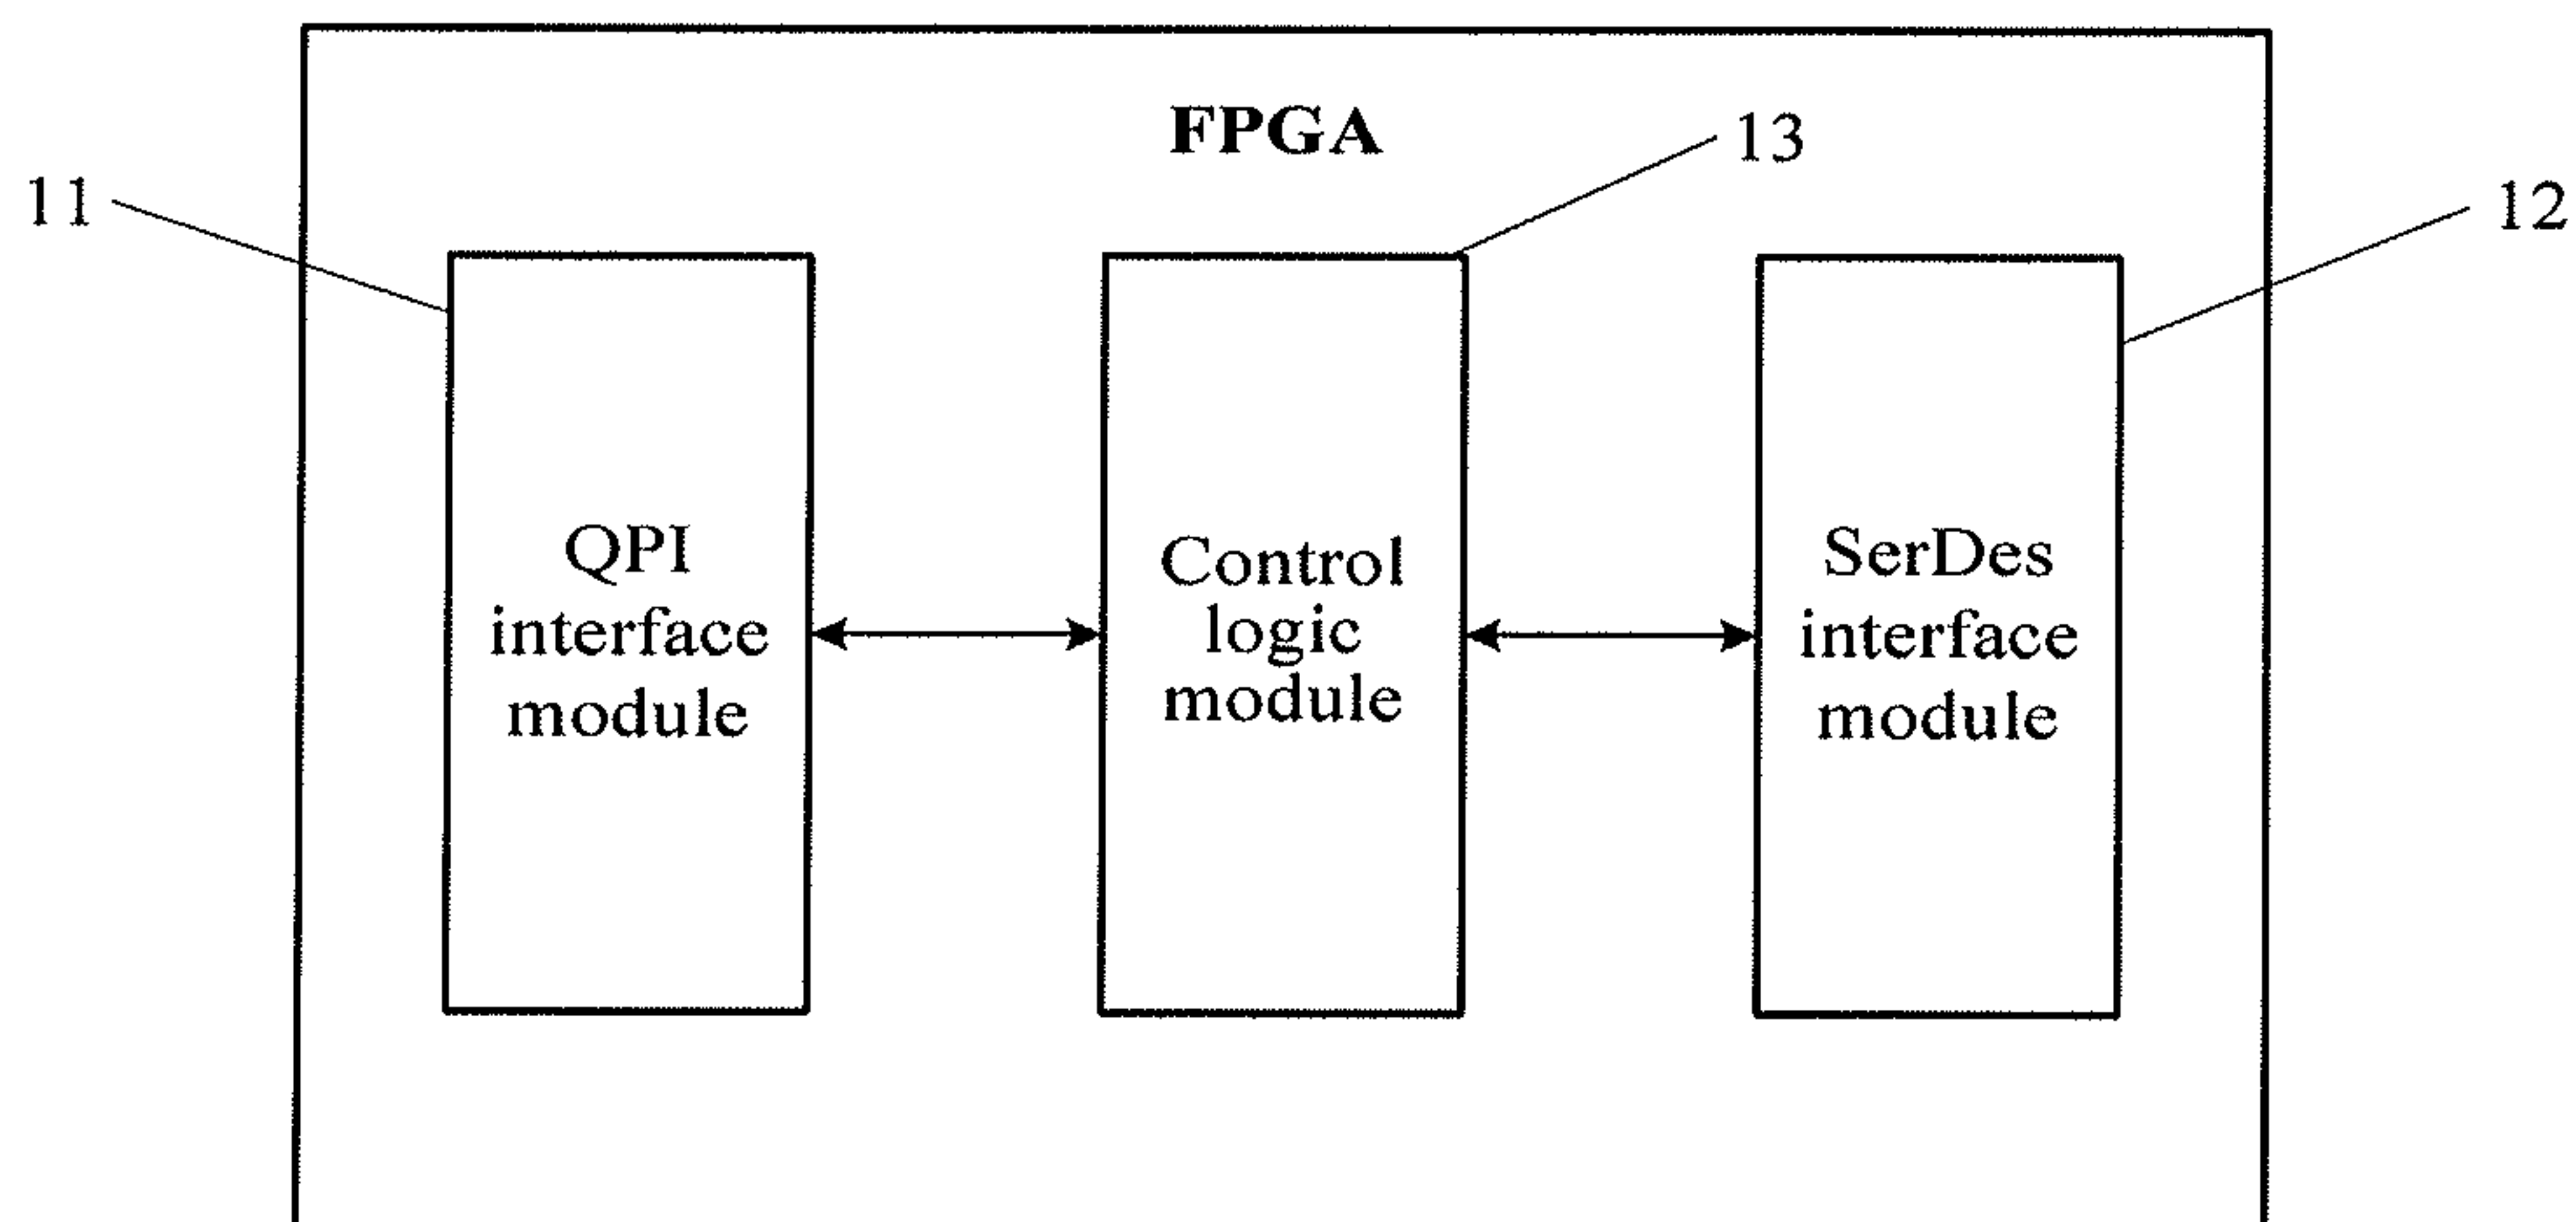 FPGA
11
13
12
QPI
interface
module
Control
logic
module
SerDes
interface
module